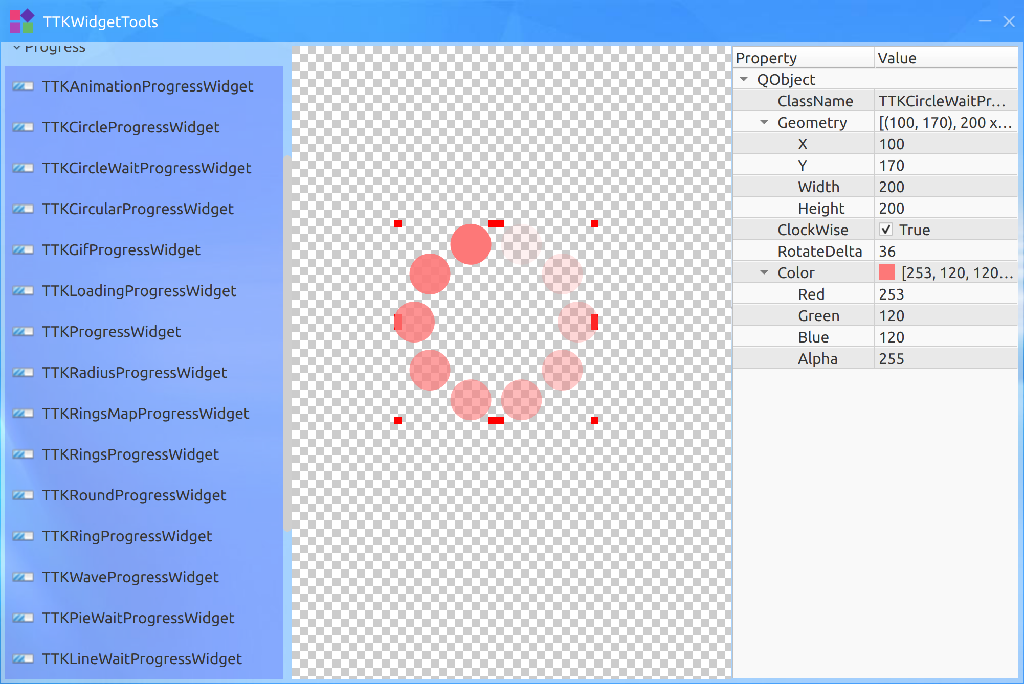 TTKWidgetTools
Progress
TTKAnimationProgressWidget
TTKCircleProgressWidget
TTKCircleWaitProgressWidget
TTKCircularProgressWidget
TTKGifProgressWidget
TTKLoadingProgressWidget
TTKProgressWidget
TTKRadiusProgressWidget
TTKRingsMapProgressWidget
TTKRingsProgressWidget
TTKRoundProgressWidget
TTKRingProgressWidget
TTKWaveProgressWidget
TTKPieWaitProgressWidget
TTKLineWaitProgressWidget
Property Value
QObject
ClassName TTKCircleWaitPr...
Geometry [(100, 170), 200 x...
X 100
Y 170
Width 200
Height 200
ClockWise True
RotateDelta 36
Color [253, 120, 120...
Red 253
Green 120
Blue 120
Alpha 255